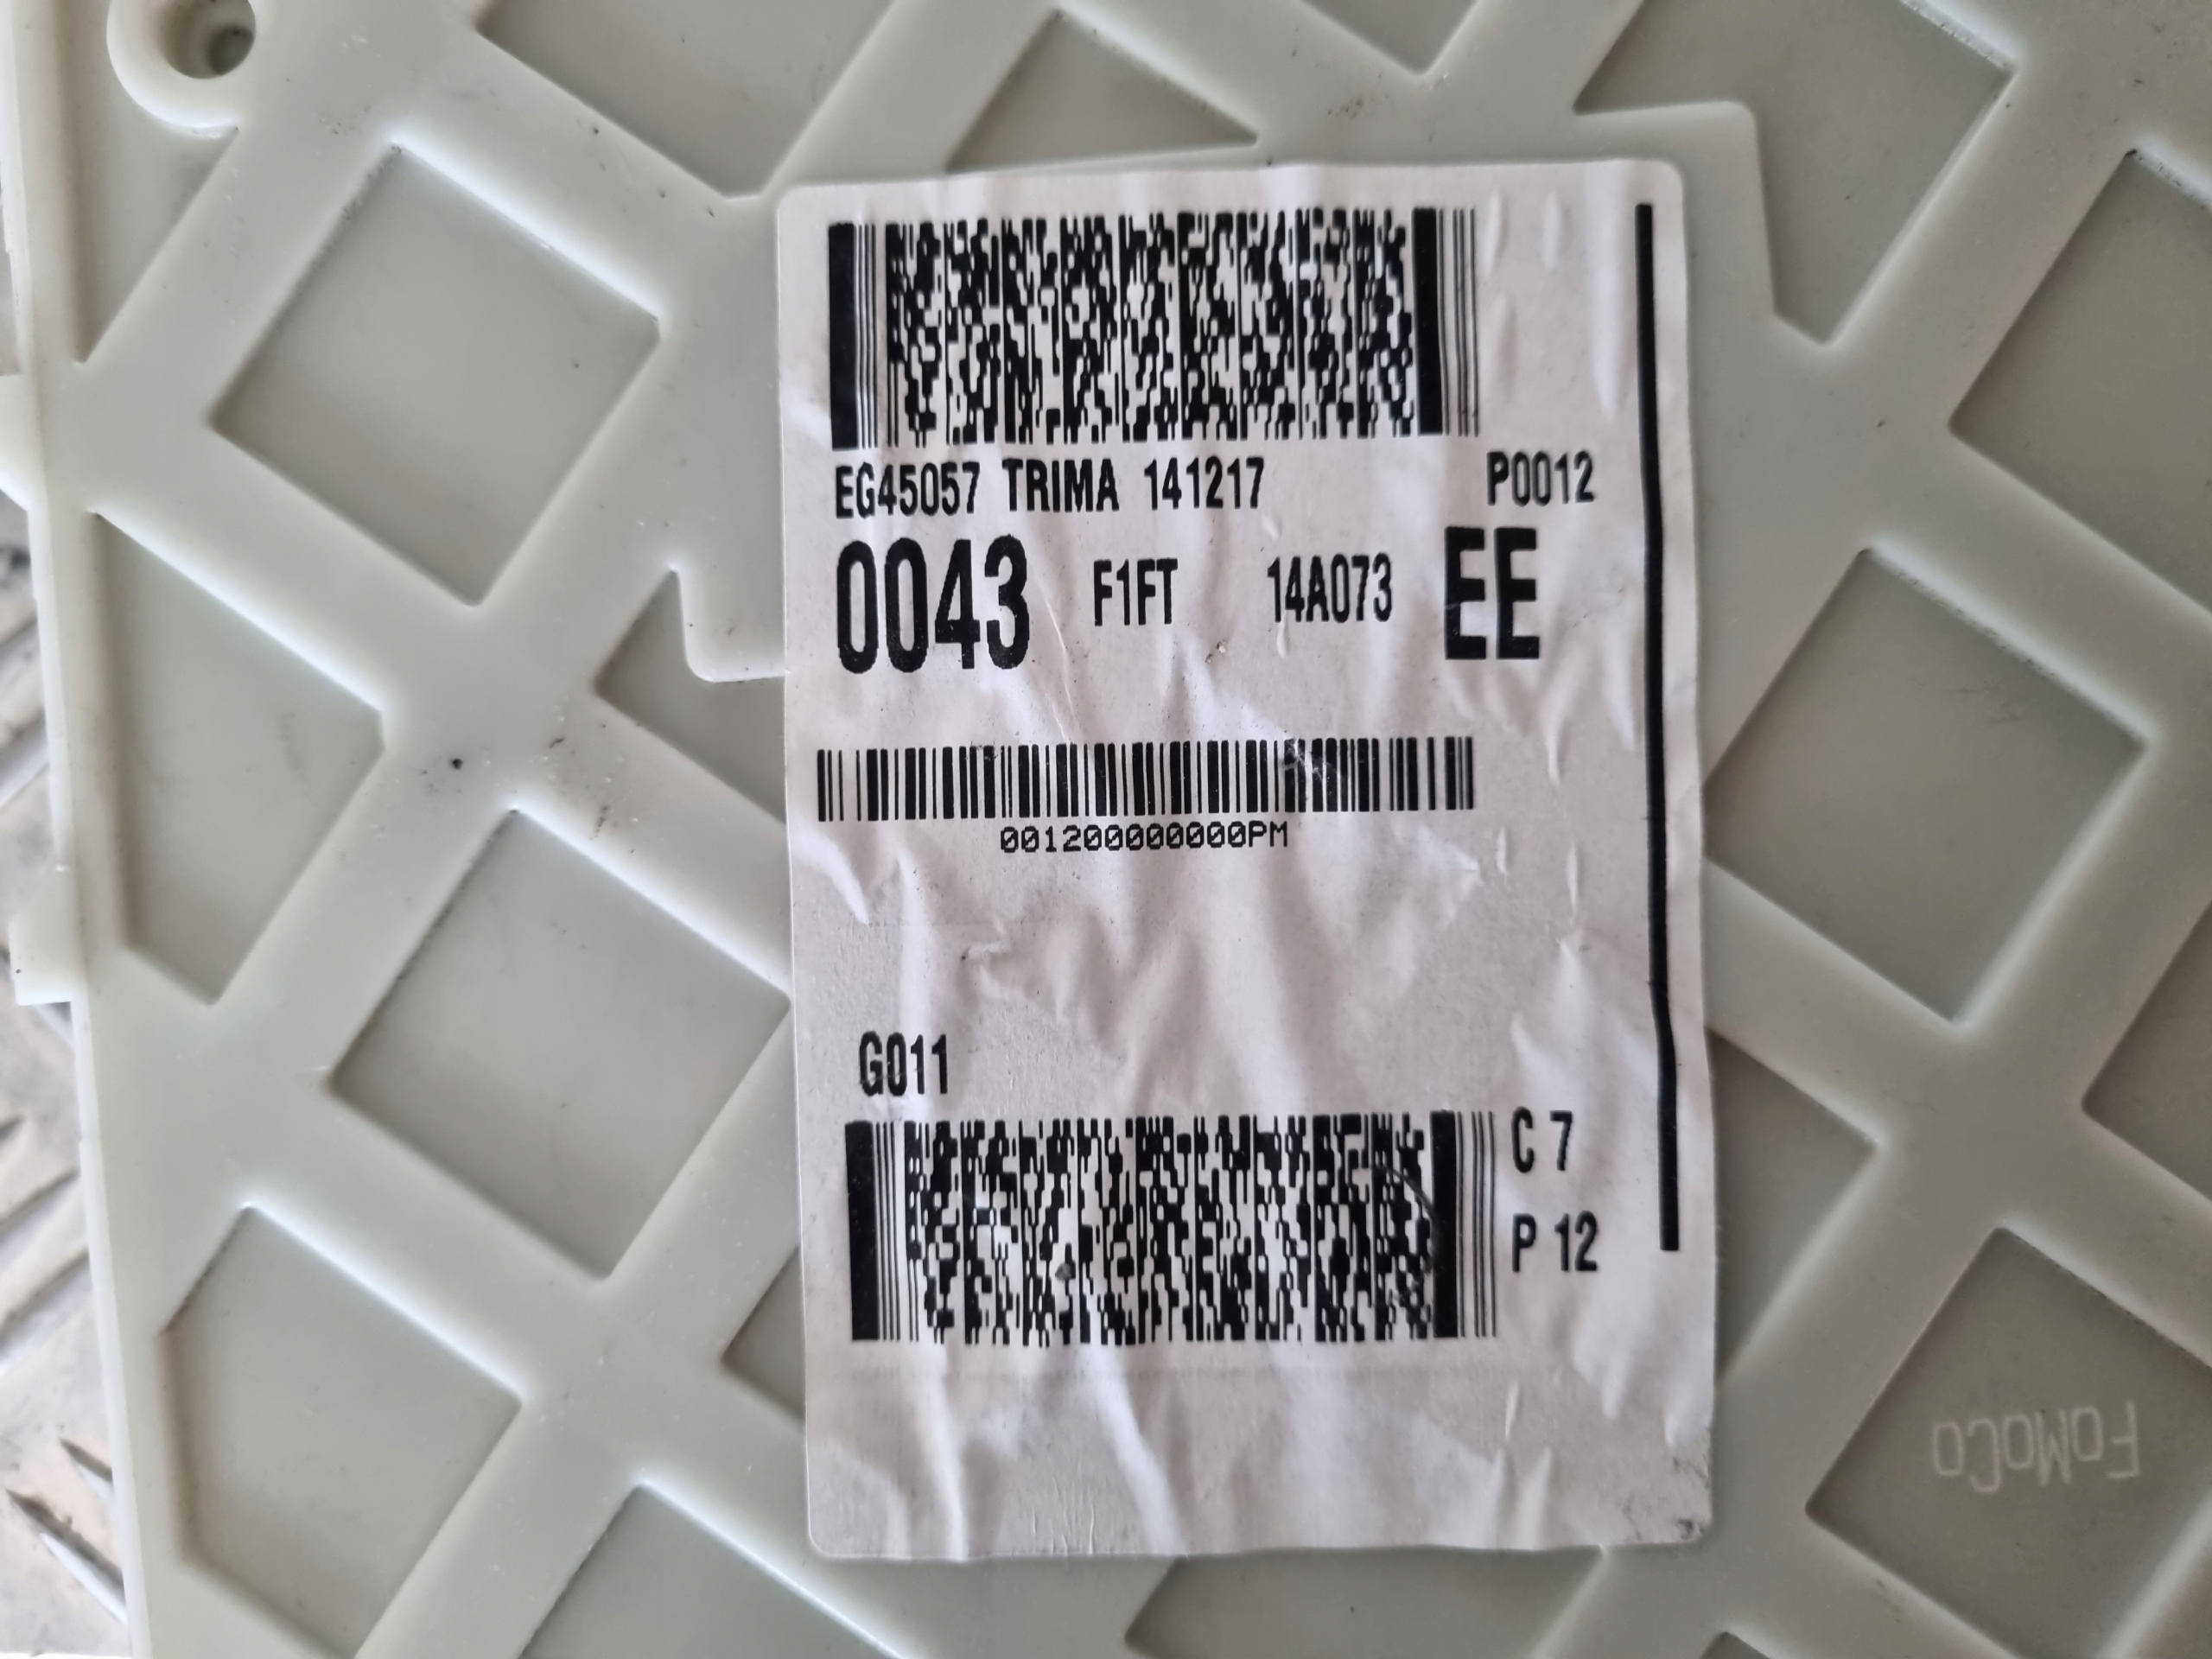 EG45057 TRIMA 141217 P0012
0043 F1FT 14A073 EE
001200000000PM
G011
C 7
P 12
FoMoCo